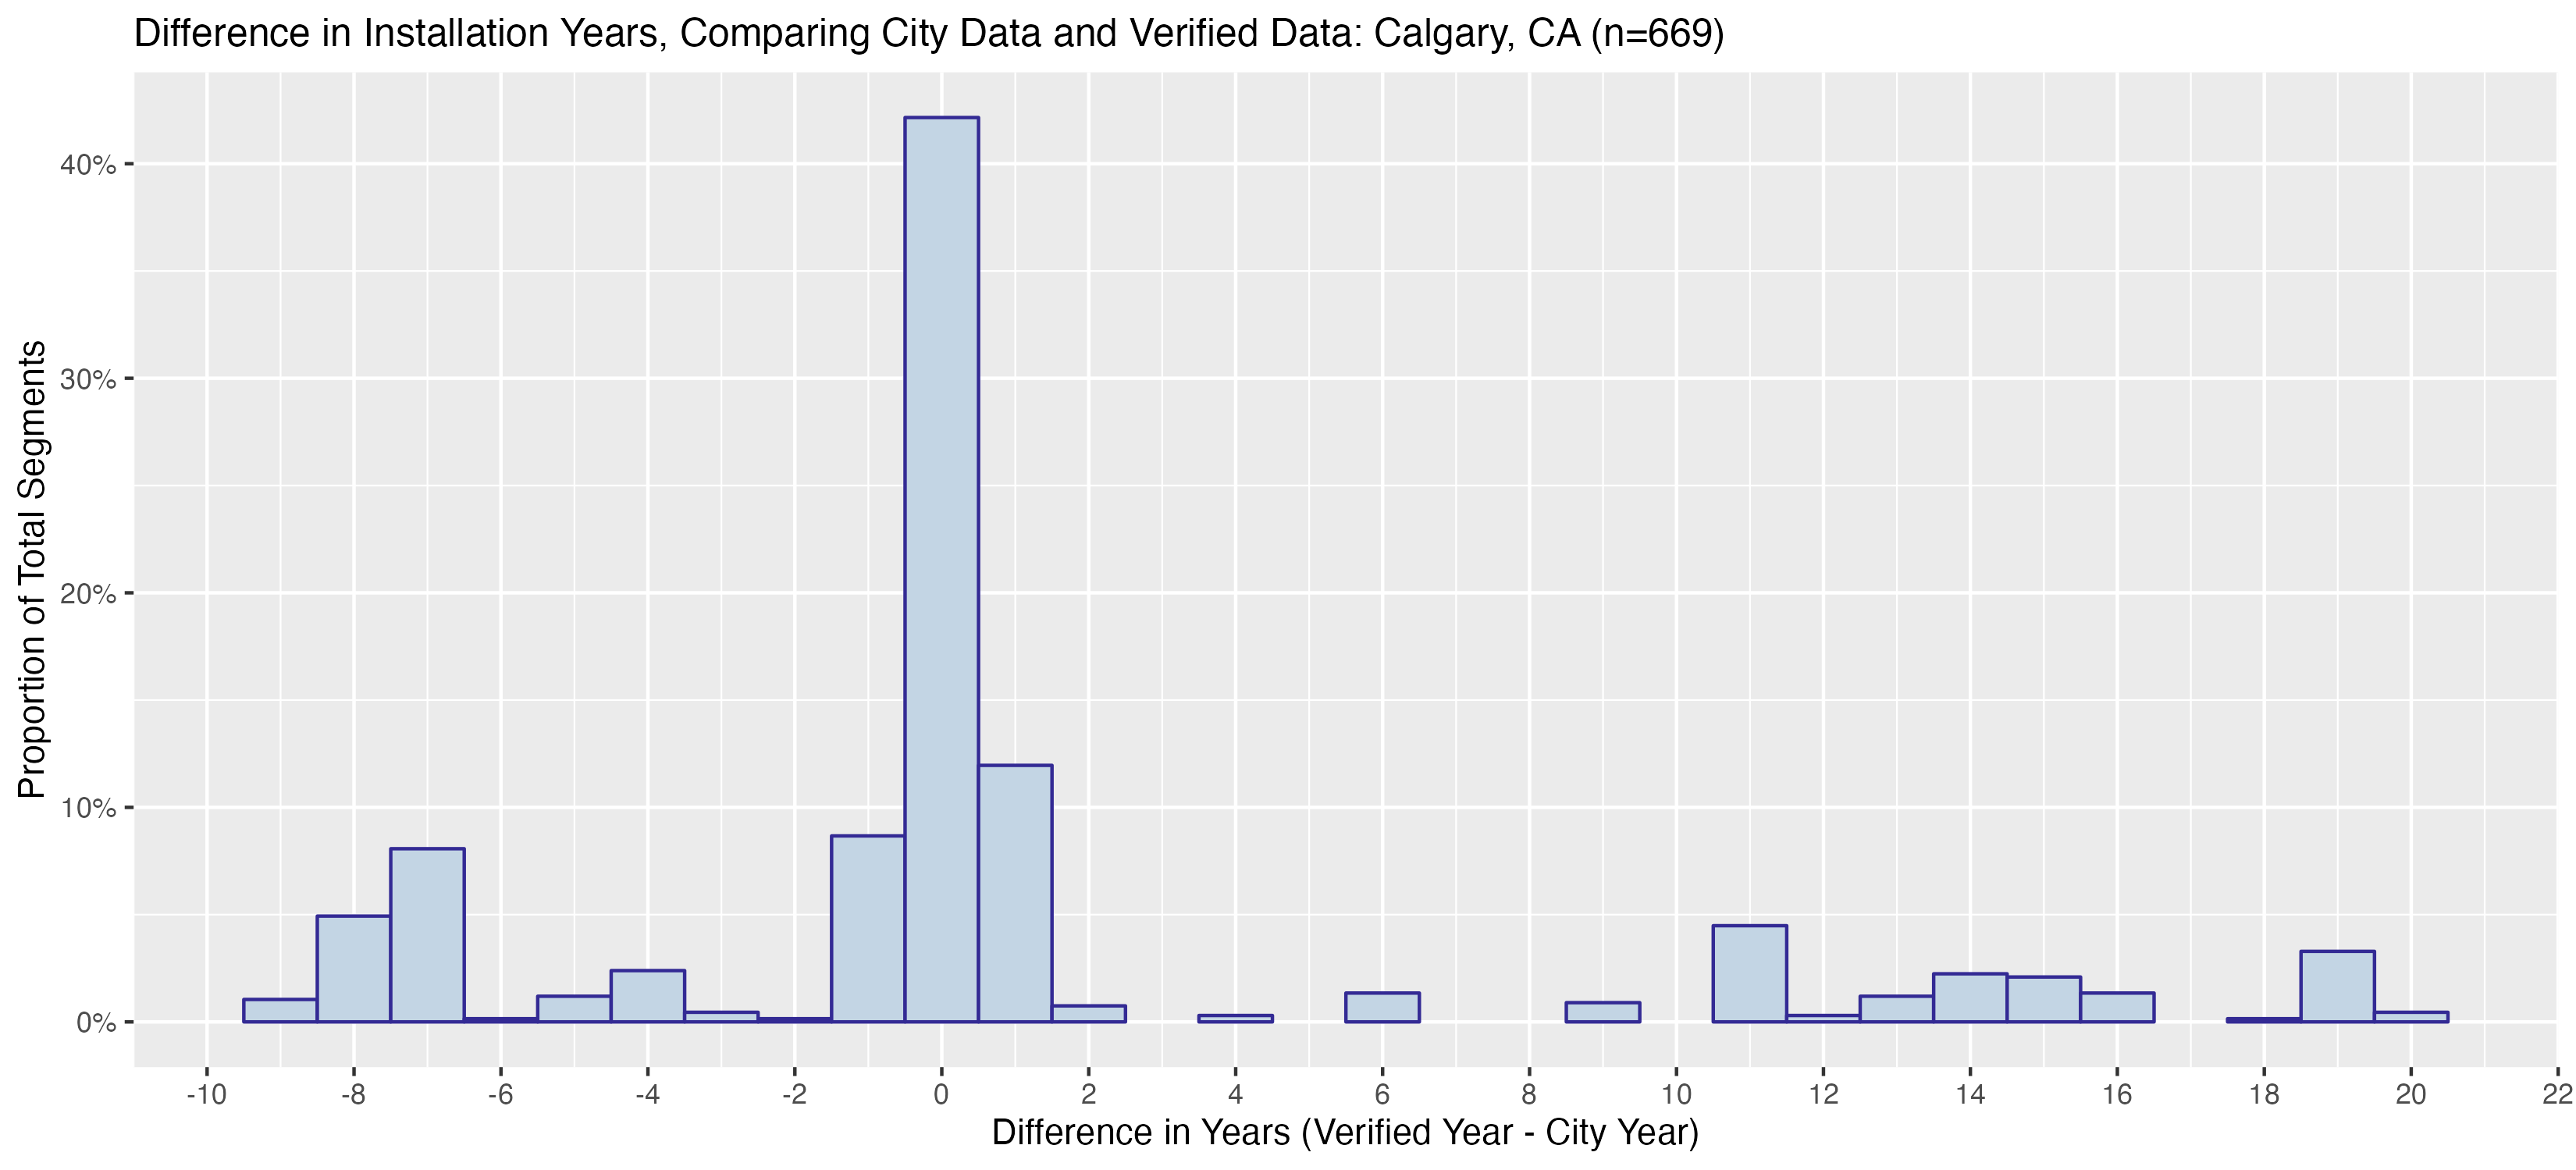 Difference in Installation Years, Comparing City Data and Verified Data: Calgary, CA (n=669)
Proportion of Total Segments
40%
30%
20%
10%
0%
-10 -8 -6 -4 -2 0 2 4 6 8 10 12 14 16 18 20 22
Difference in Years (Verified Year - City Year)